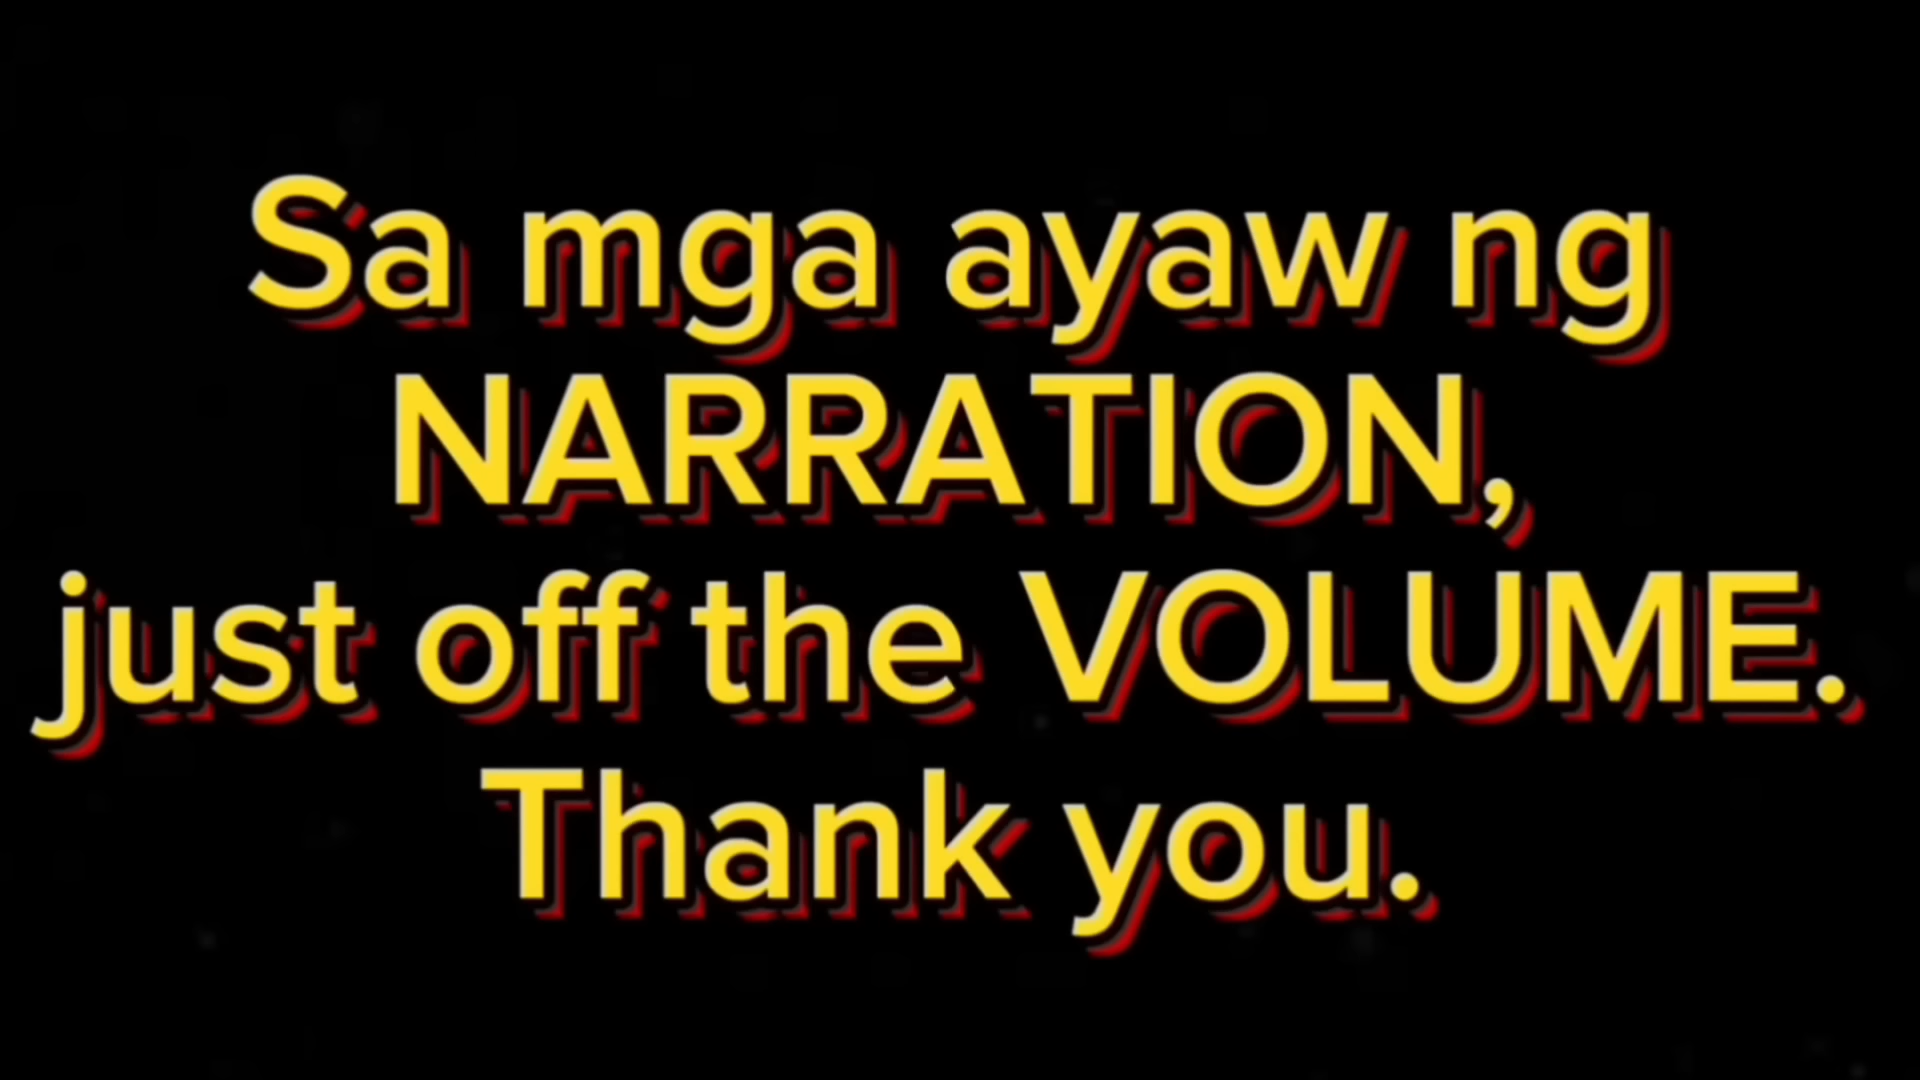 Sa mga ayaw ng
NARRATION,
just off the VOLUME.
Thank you.